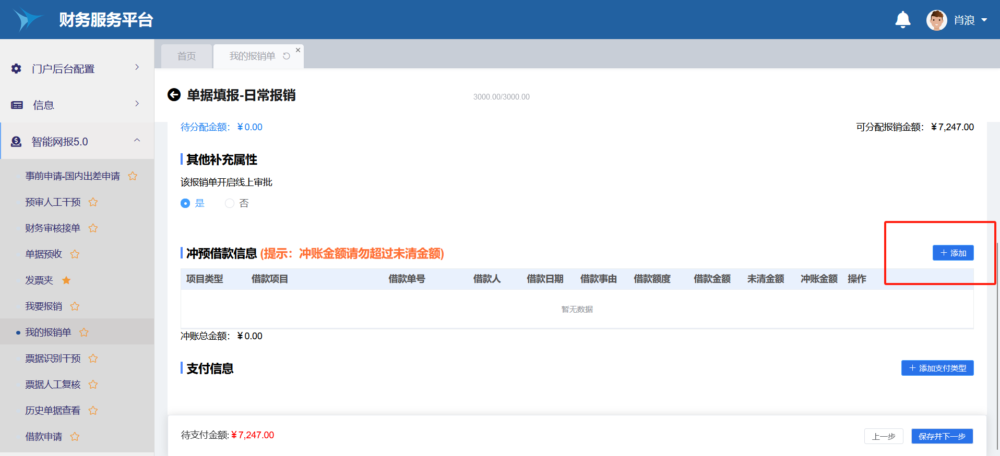 财务服务平台
肖浪
门户后台配置
信息
智能网报5.0
事前申请-国内出差申请
预审人工干预
财务审核接单
单据预收
发票夹
我要报销
我的报销单
票据识别干预
票据人工复核
历史单据查看
借款申请
首页
我的报销单
单据填报-日常报销
3000.00/3000.00
待分配金额： ¥0.00
可分配报销金额： ¥7,247.00
其他补充属性
该报销单开启线上审批
是
否
冲预借款信息 (提示：冲账金额请勿超过未清金额)
添加
项目类型 借款项目 借款单号 借款人 借款日期 借款事由 借款额度 借款金额 未清金额 冲账金额 操作
暂无数据
冲账总金额： ¥0.00
支付信息
添加支付类型
待支付金额: ¥7,247.00
上一步
保存并下一步